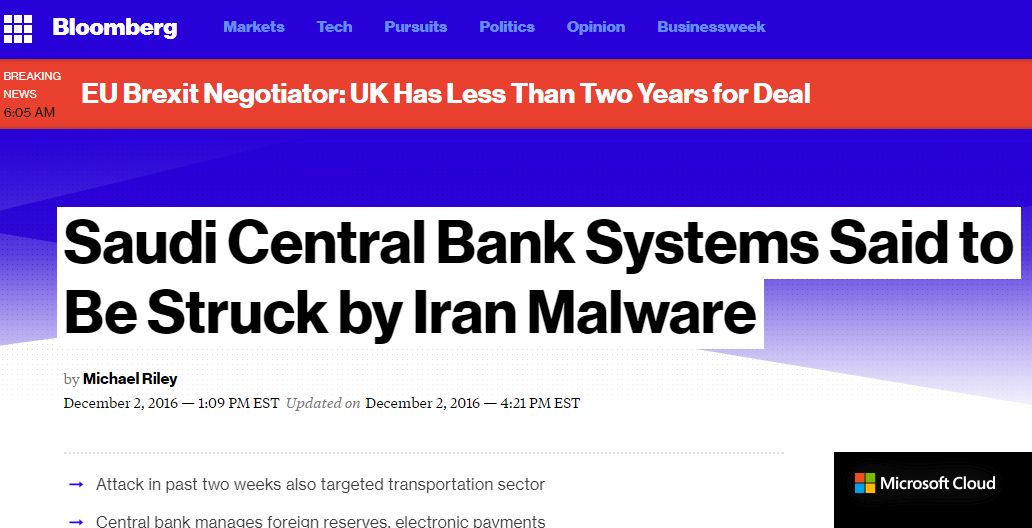 Bloomberg Markets Tech Pursuits Politics Opinion Businessweek
BREAKING
NEWS
6:05 AM
EU Brexit Negotiator: UK Has Less Than Two Years for Deal
Saudi Central Bank Systems Said to
Be Struck by Iran Malware
by Michael Riley
December 2, 2016 — 1:09 PM EST Updated on December 2, 2016 — 4:21 PM EST
→ Attack in past two weeks also targeted transportation sector
→ Central bank manages foreign reserves, electronic payments
Microsoft Cloud